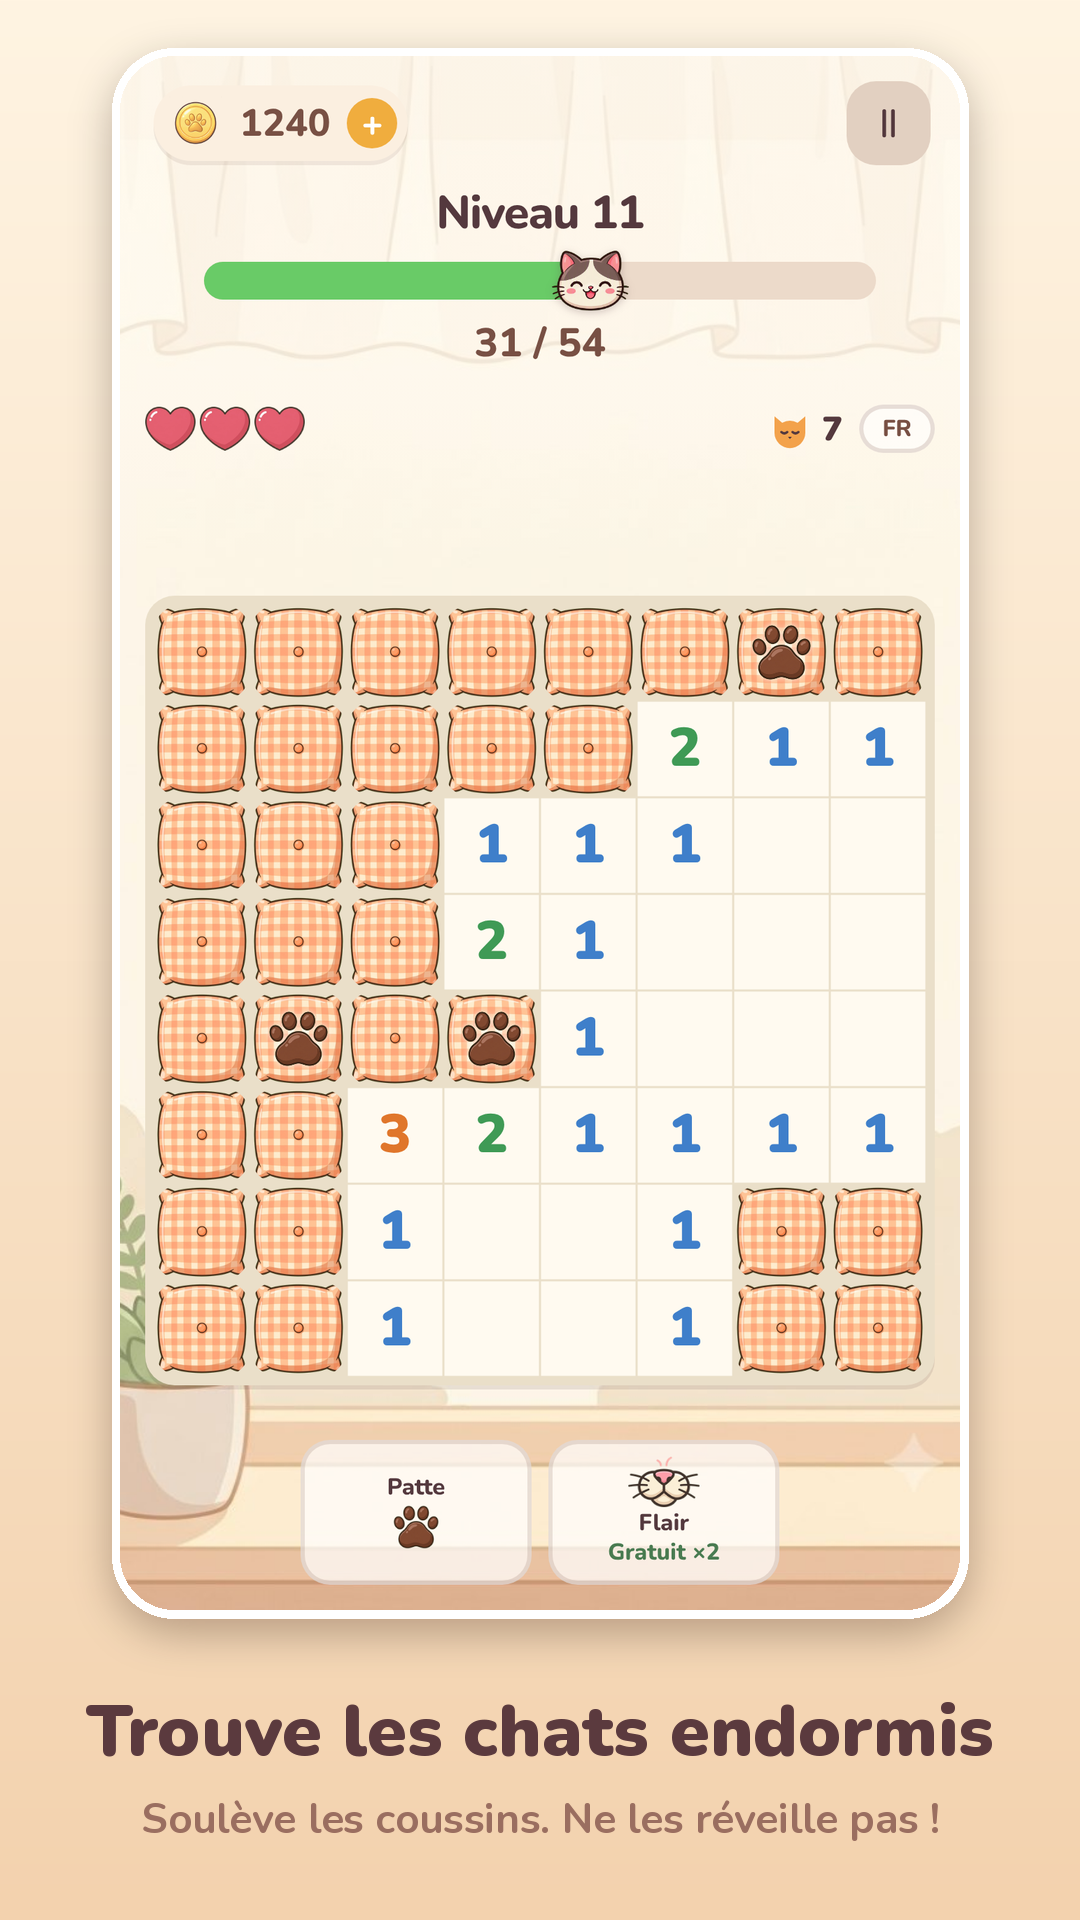 1240 +
Niveau 11
31 / 54
7 FR
2 1 1
1 1 1
2 1
1
3 2 1 1 1 1
1 1
1 1
Patte
Flair
Gratuit ×2
Trouve les chats endormis
Soulève les coussins. Ne les réveille pas !